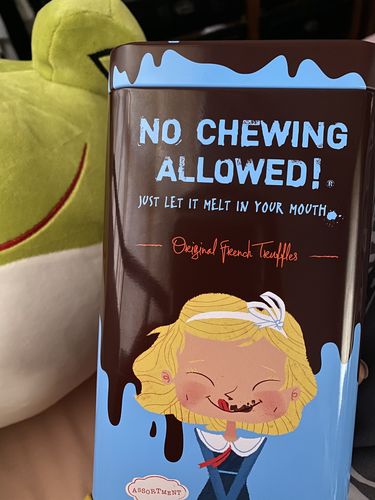 NO CHEWING
ALLOWED!®
JUST LET IT MELT IN YOUR MOUTH
Original French Truffles
ASSORTMENT